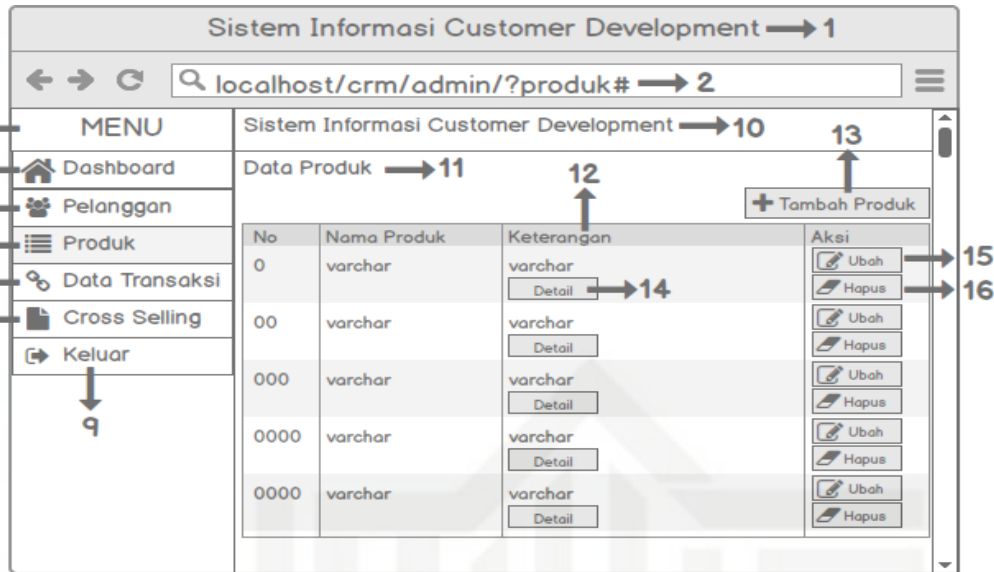 Sistem Informasi Customer Development 1
localhost/crm/admin/?produk# 2
MENU
Dashboard
Pelanggan
Produk
Data Transaksi
Cross Selling
Keluar
9
Sistem Informasi Customer Development 10
13
Data Produk 11
12
Tambah Produk
No Nama Produk Keterangan Aksi
0 varchar varchar Ubah 15
Detail 14 Hapus 16
00 varchar varchar Ubah
Detail Hapus
000 varchar varchar Ubah
Detail Hapus
0000 varchar varchar Ubah
Detail Hapus
0000 varchar varchar Ubah
Detail Hapus